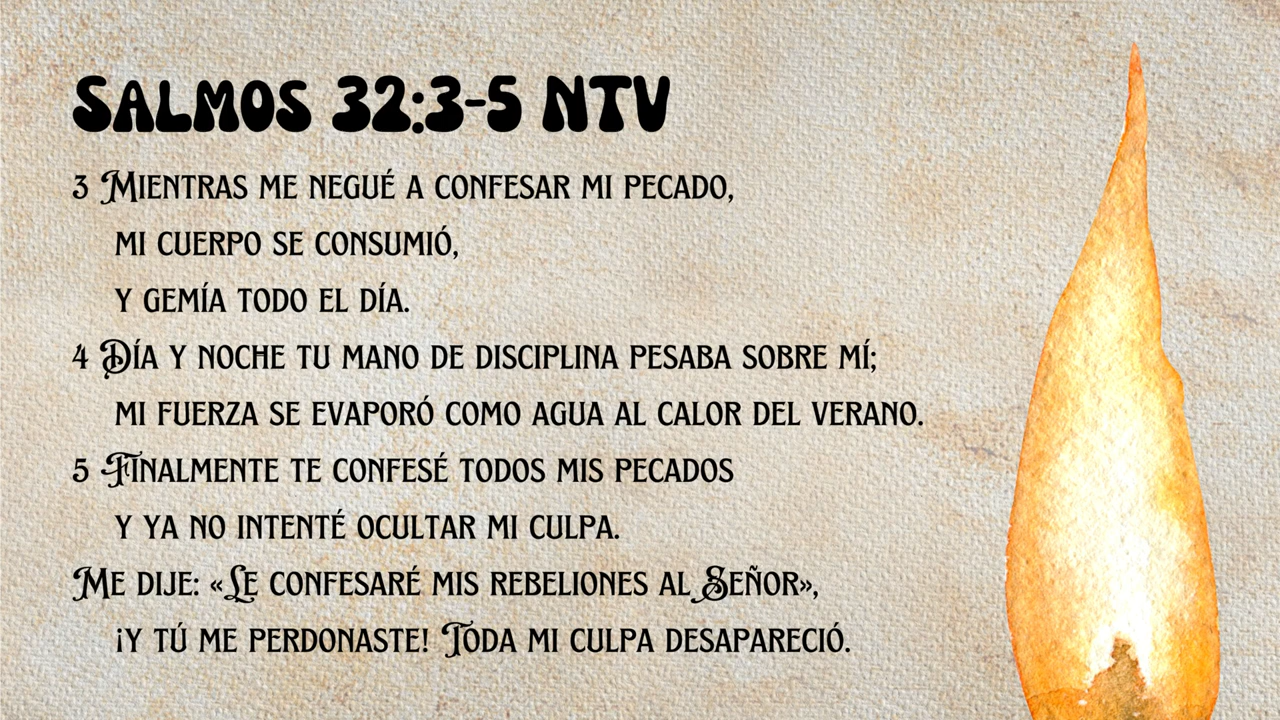 Salmos 32:3-5 NTV
3 Mientras me negué a confesar mi pecado,
mi cuerpo se consumió,
y gemía todo el día.
4 Día y noche tu mano de disciplina pesaba sobre mí;
mi fuerza se evaporó como agua al calor del verano.
5 Finalmente te confesé todos mis pecados
y ya no intenté ocultar mi culpa.
Me dije: «Le confesaré mis rebeliones al Señor»,
¡y tú me perdonaste! Toda mi culpa desapareció.